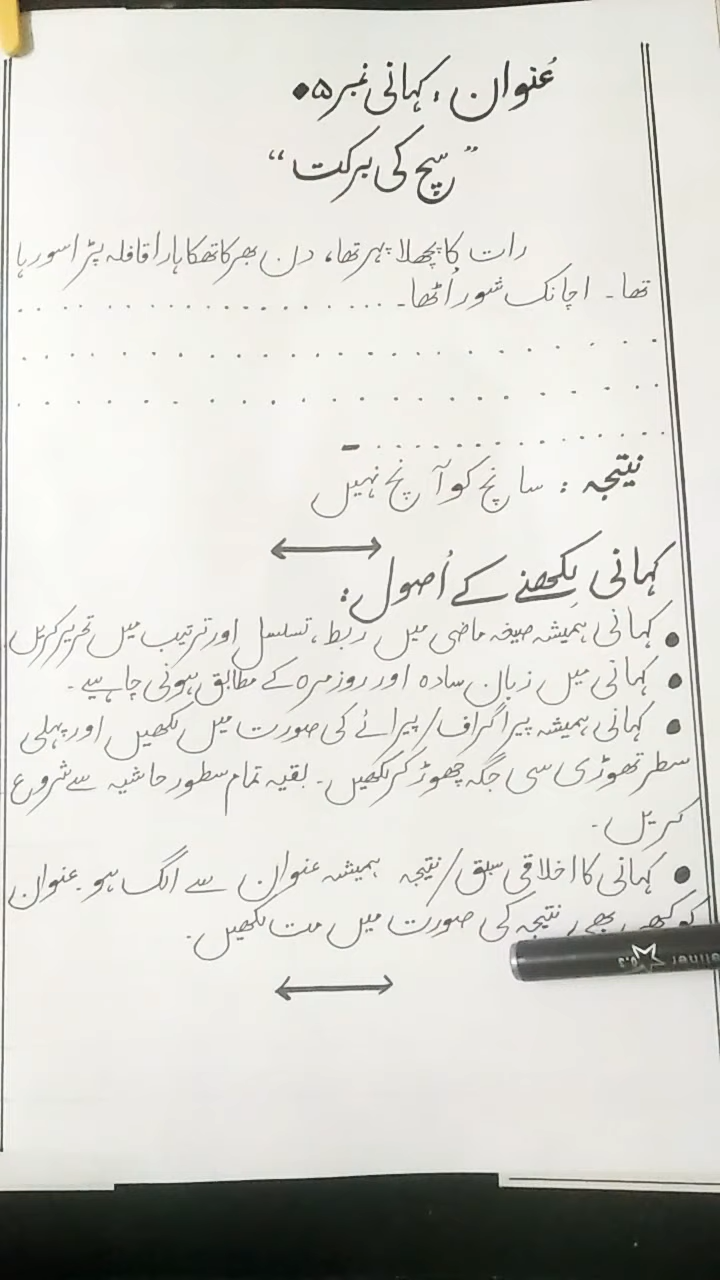 عُنوان: کہانی نمبر ۵•
”سچ کی برکت“
رات کا پچھلا پہر تھا، دن بھر کا تھکا ہارا قافلہ پڑا سو رہا
تھا۔ اچانک شور اُٹھا۔ . . . . . . . . . . . . . . . . .
. . . . . . . . . . . . . . . . . . . . . .
. . . . . . . . . . . . . . . . . . . . .
. . . . . . . . . . . . . . ۔
نتیجہ: سانچ کو آنچ نہیں
کہانی لِکھنے کے اُصول:
• کہانی ہمیشہ صیغہ ماضی میں ربط، تسلسل اور ترتیب میں تحریر کریں
• کہانی میں زبان سادہ اور روزمرہ کے مطابق ہونی چاہیے۔
• کہانی ہمیشہ پیراگراف/پیرائے کی صورت میں لکھیں اور پہلی
سطر تھوڑی سی جگہ چھوڑ کر لکھیں۔ بقیہ تمام سطور حاشیہ سے شروع
کریں۔
• کہانی کا اخلاقی سبق/نتیجہ ہمیشہ عنوان سے الگ ہو۔ عنوان
کو کبھی بھی نتیجہ کی صورت میں مت لکھیں۔